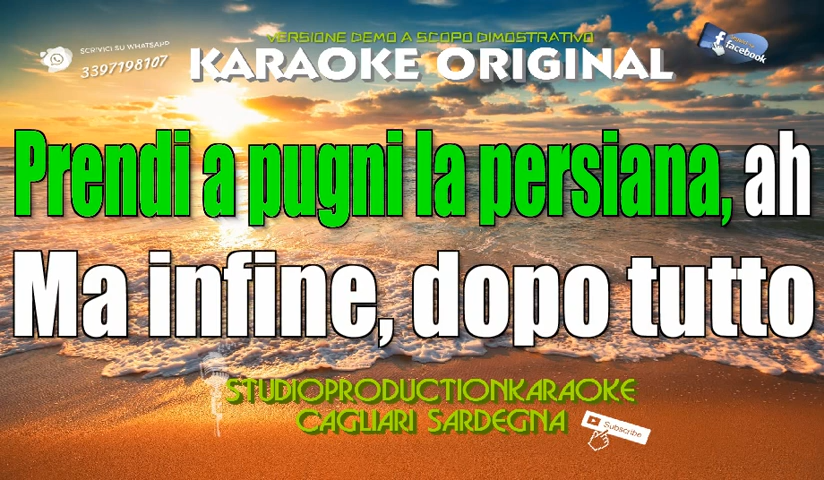 VERSIONE DEMO A SCOPO DIMOSTRATIVO
SCRIVICI SU WHATSAPP
3397198107
KARAOKE ORIGINAL
facebook
Prendi a pugni la persiana, ah
Ma infine, dopo tutto
STUDIOPRODUCTIONKARAOKE
CAGLIARI SARDEGNA
Subscribe